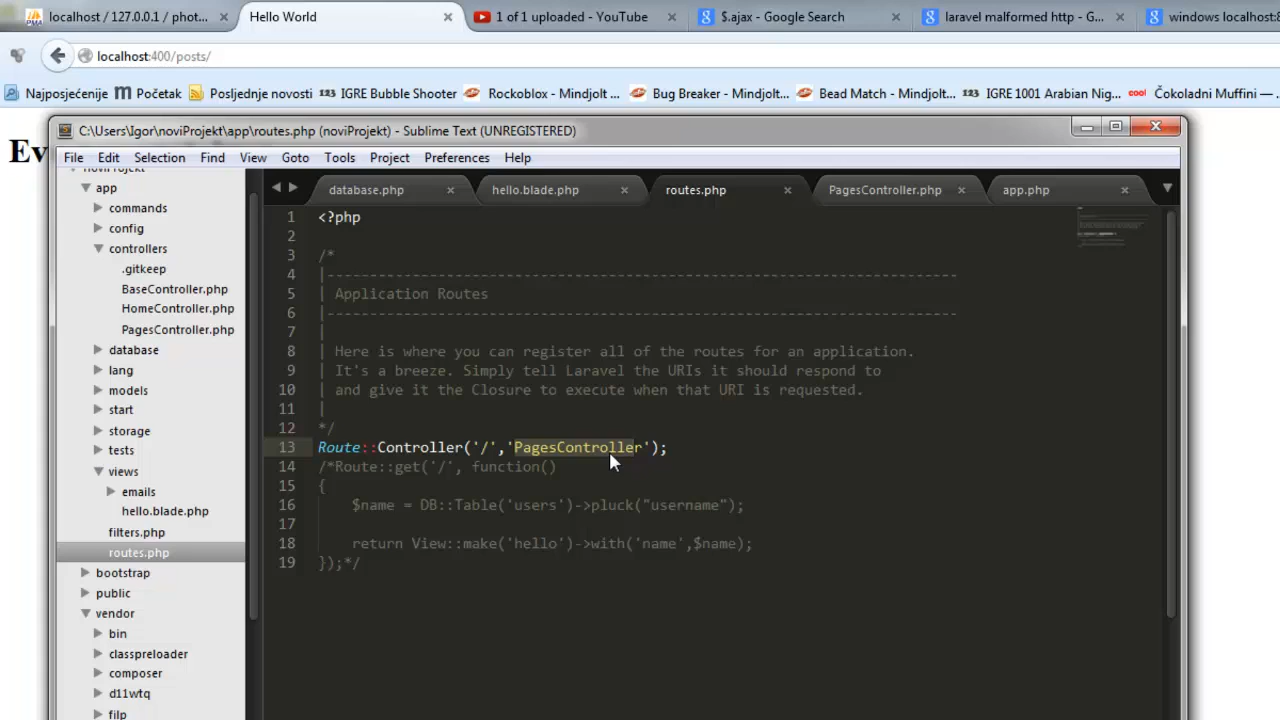 localhost / 127.0.0.1 / phot... × Hello World × 1 of 1 uploaded - YouTube × $.ajax - Google Search × laravel malformed http - G... × windows localhost:8
localhost:400/posts/
Najposjećenije Početak Posljednje novosti 123 IGRE Bubble Shooter Rockoblox - Mindjolt ... Bug Breaker - Mindjolt... Bead Match - Mindjolt... 123 IGRE 1001 Arabian Nig... cool Čokoladni Muffini — ...
Ev
C:\Users\Igor\noviProjekt\app\routes.php (noviProjekt) - Sublime Text (UNREGISTERED)
File Edit Selection Find View Goto Tools Project Preferences Help
noviProjekt
app
commands
config
controllers
.gitkeep
BaseController.php
HomeController.php
PagesController.php
database
lang
models
start
storage
tests
views
emails
hello.blade.php
filters.php
routes.php
bootstrap
public
vendor
bin
classpreloader
composer
d11wtq
filp
database.php × hello.blade.php × routes.php × PagesController.php × app.php ×
1 <?php
2
3 /*
4 |--------------------------------------------------------------------------
5 | Application Routes
6 |--------------------------------------------------------------------------
7 |
8 | Here is where you can register all of the routes for an application.
9 | It's a breeze. Simply tell Laravel the URIs it should respond to
10 | and give it the Closure to execute when that URI is requested.
11 |
12 */
13 Route::Controller('/','PagesController');
14 /*Route::get('/', function()
15 {
16 $name = DB::Table('users')->pluck("username");
17
18 return View::make('hello')->with('name',$name);
19 });*/